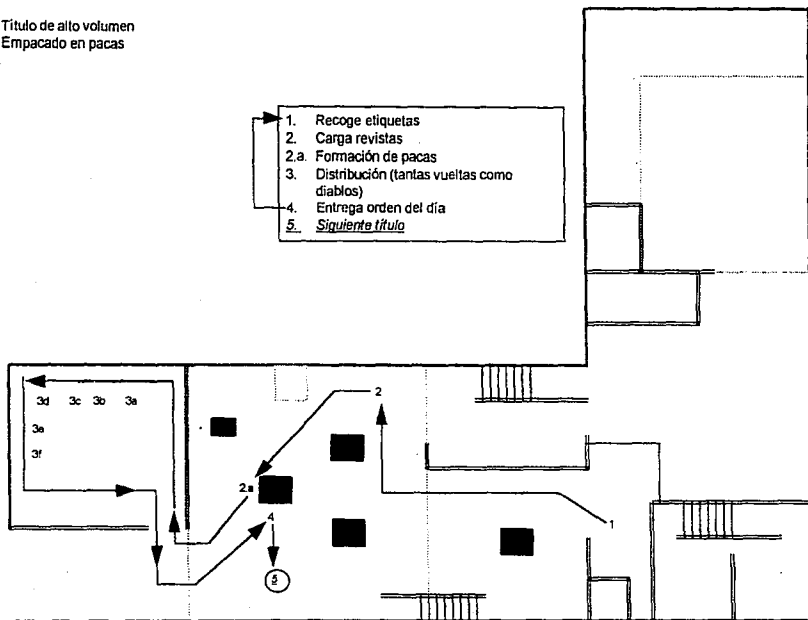 Título de alto volumen
Empacado en pacas
1. Recoge etiquetas
2. Carga revistas
2.a. Formación de pacas
3. Distribución (tantas vueltas como
diablos)
4. Entrega orden del día
5. Siguiente título
2
3d 3c 3b 3a
3e
3f
2.a
4
1
5